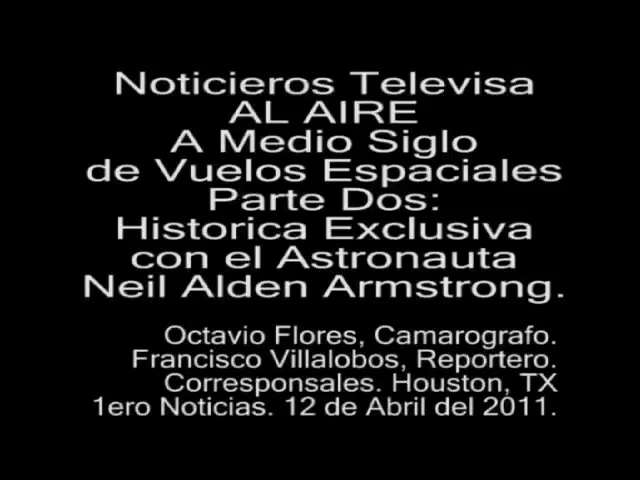 Noticieros Televisa
AL AIRE
A Medio Siglo
de Vuelos Espaciales
Parte Dos:
Historica Exclusiva
con el Astronauta
Neil Alden Armstrong.
Octavio Flores, Camarografo.
Francisco Villalobos, Reportero.
Corresponsales. Houston, TX
1ero Noticias. 12 de Abril del 2011.